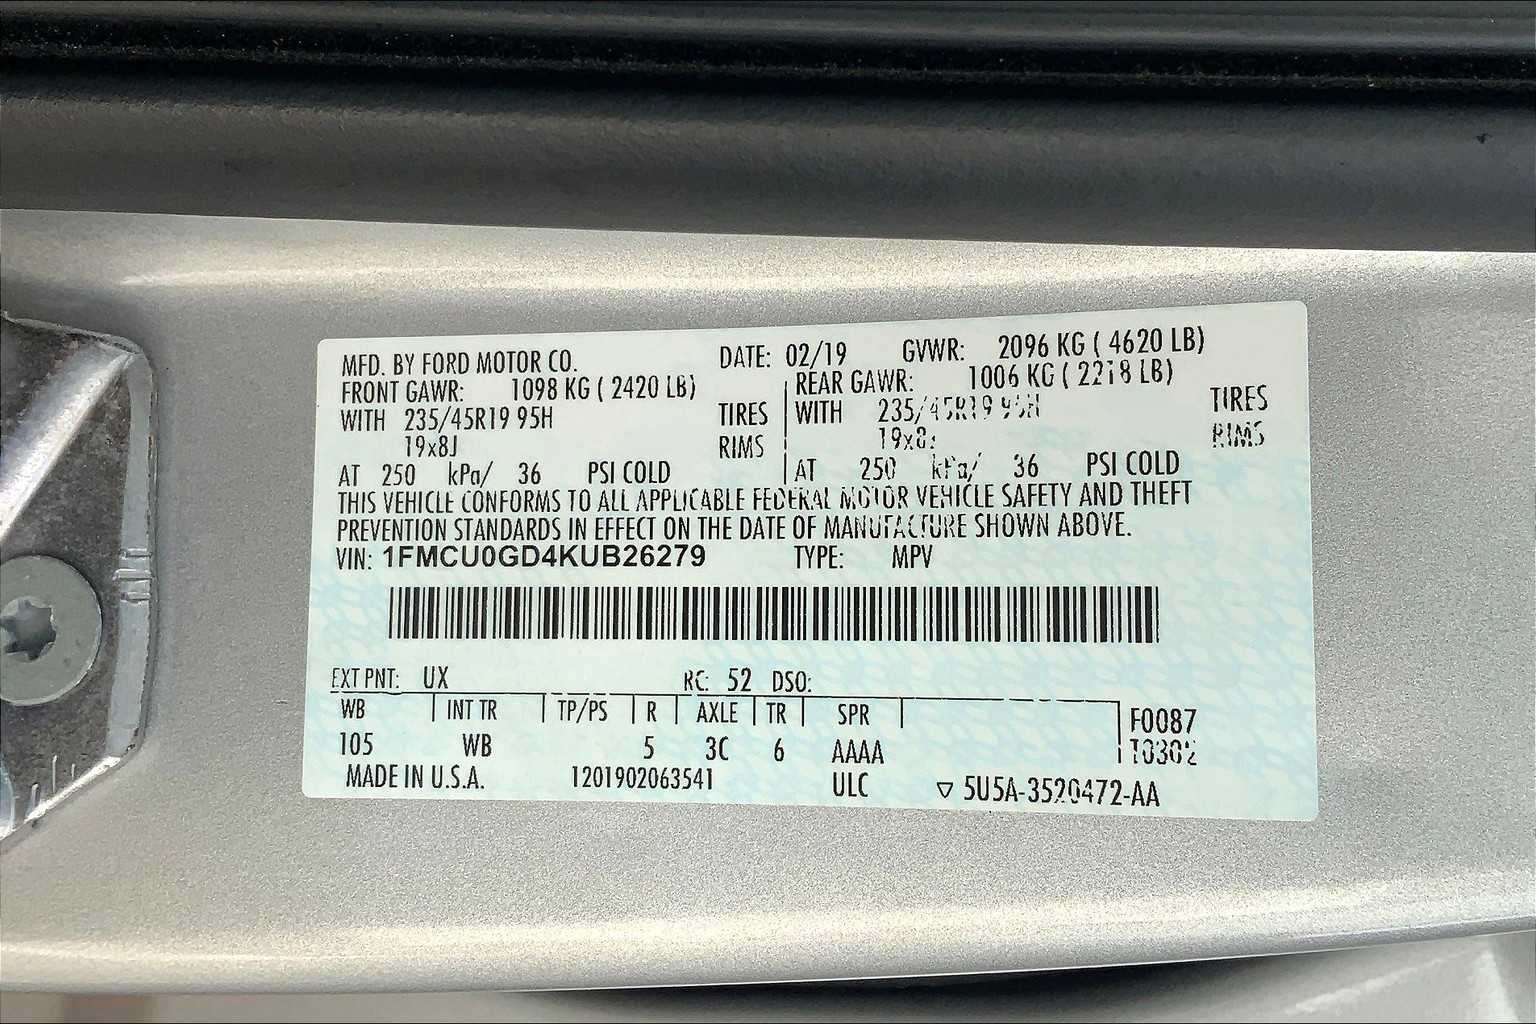 MFD. BY FORD MOTOR CO. DATE: 02/19 GVWR: 2096 KG ( 4620 LB)
FRONT GAWR: 1098 KG ( 2420 LB) REAR GAWR: 1006 KG ( 2218 LB)
WITH 235/45R19 95H TIRES WITH 235/45R19 95H TIRES
19x8J RIMS 19x8J RIMS
AT 250 kPa/ 36 PSI COLD AT 250 kPa/ 36 PSI COLD
THIS VEHICLE CONFORMS TO ALL APPLICABLE FEDERAL MOTOR VEHICLE SAFETY AND THEFT
PREVENTION STANDARDS IN EFFECT ON THE DATE OF MANUFACTURE SHOWN ABOVE.
VIN: 1FMCU0GD4KUB26279 TYPE: MPV
EXT PNT: UX RC: 52 DSO:
WB INT TR TP/PS R AXLE TR SPR F0087
105 WB 5 3C 6 AAAA
MADE IN U.S.A. 1201902063541 ULC ▽ 5U5A-3520472-AA